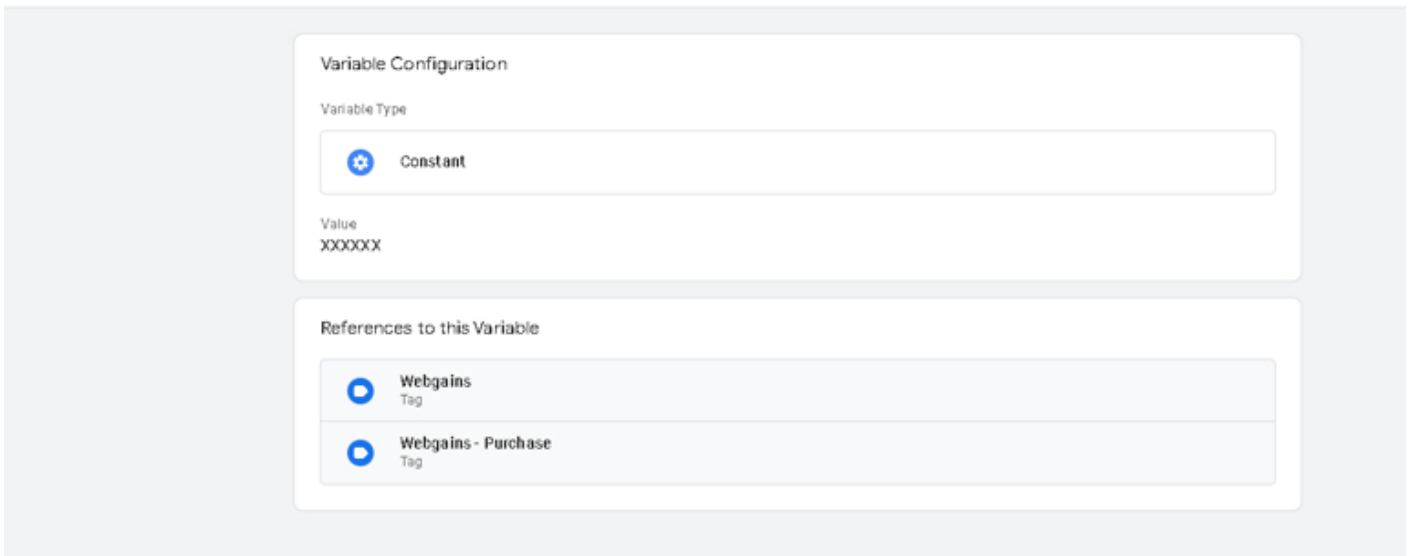 Variable Configuration
Variable Type
Constant
Value
XXXXXX
References to this Variable
Webgains
Tag
Webgains - Purchase
Tag